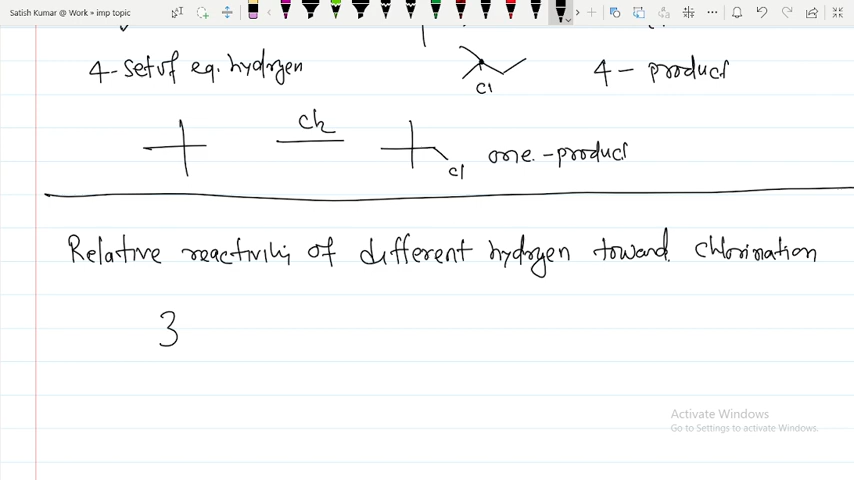 Satish Kumar @ Work » imp topic
4-set of eq. hydrogen
4 - product
Cl
Cl2
one - product
Cl
Relative reactivity of different hydrogen toward chlorination
3
Activate Windows
Go to Settings to activate Windows.